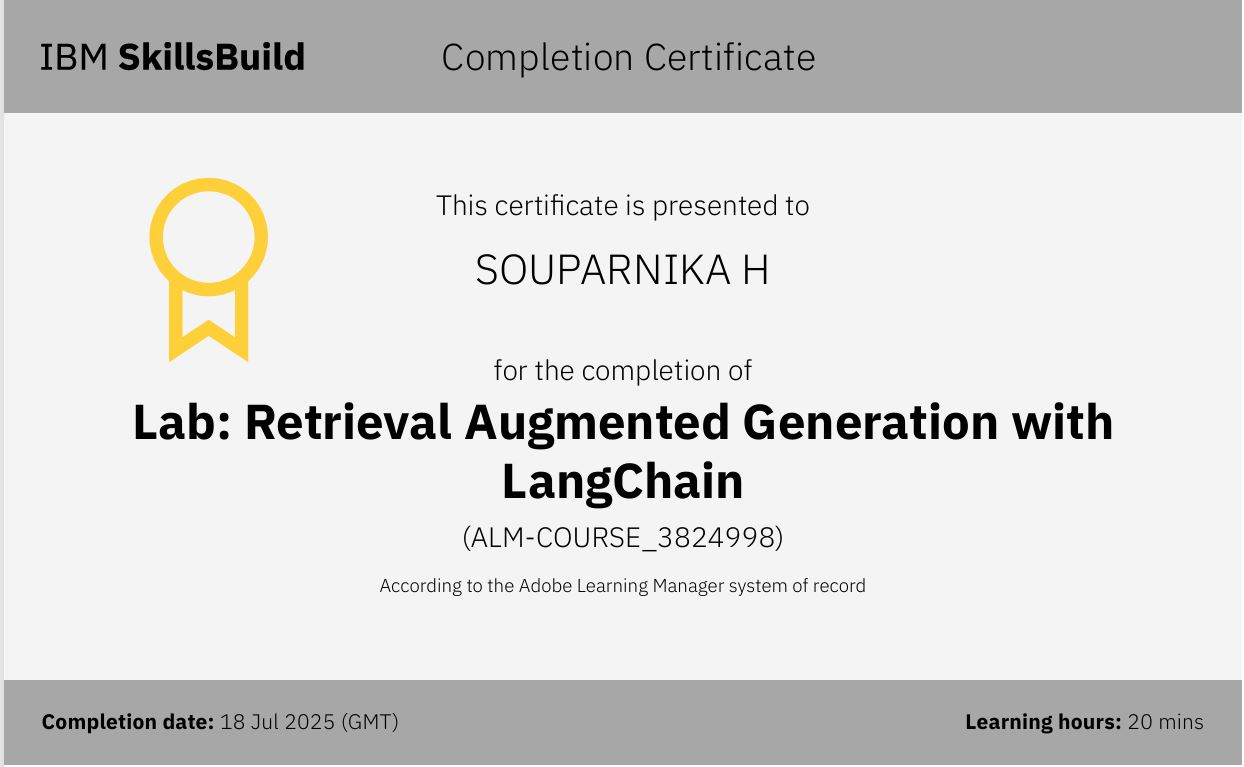 IBM SkillsBuild
Completion Certificate
This certificate is presented to
SOUPARNIKA H
for the completion of
Lab: Retrieval Augmented Generation with
LangChain
(ALM-COURSE_3824998)
According to the Adobe Learning Manager system of record
Completion date: 18 Jul 2025 (GMT)
Learning hours: 20 mins